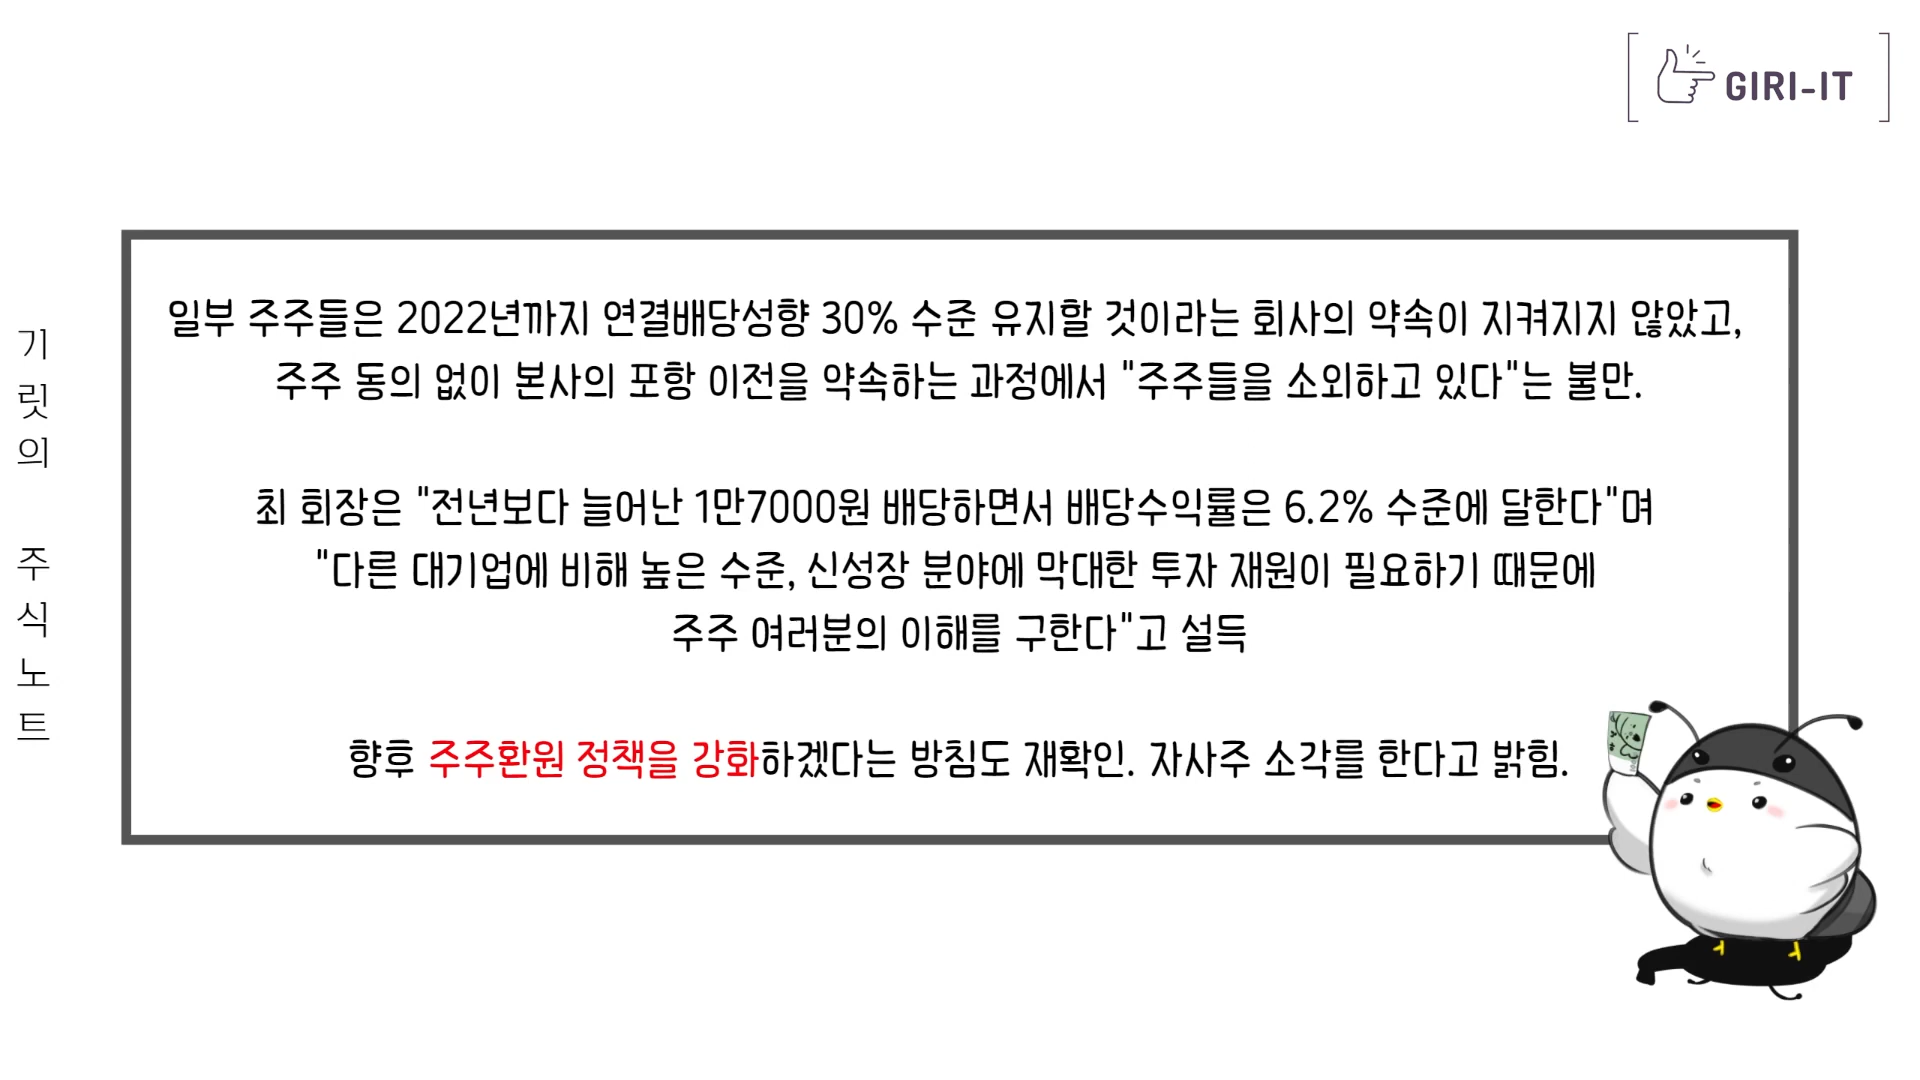 GIRI-IT
기릿의 주식노트
일부 주주들은 2022년까지 연결배당성향 30% 수준 유지할 것이라는 회사의 약속이 지켜지지 않았고,
주주 동의 없이 본사의 포항 이전을 약속하는 과정에서 "주주들을 소외하고 있다"는 불만.
최 회장은 "전년보다 늘어난 1만7000원 배당하면서 배당수익률은 6.2% 수준에 달한다"며
"다른 대기업에 비해 높은 수준, 신성장 분야에 막대한 투자 재원이 필요하기 때문에
주주 여러분의 이해를 구한다"고 설득
향후 주주환원 정책을 강화하겠다는 방침도 재확인. 자사주 소각를 한다고 밝힘.